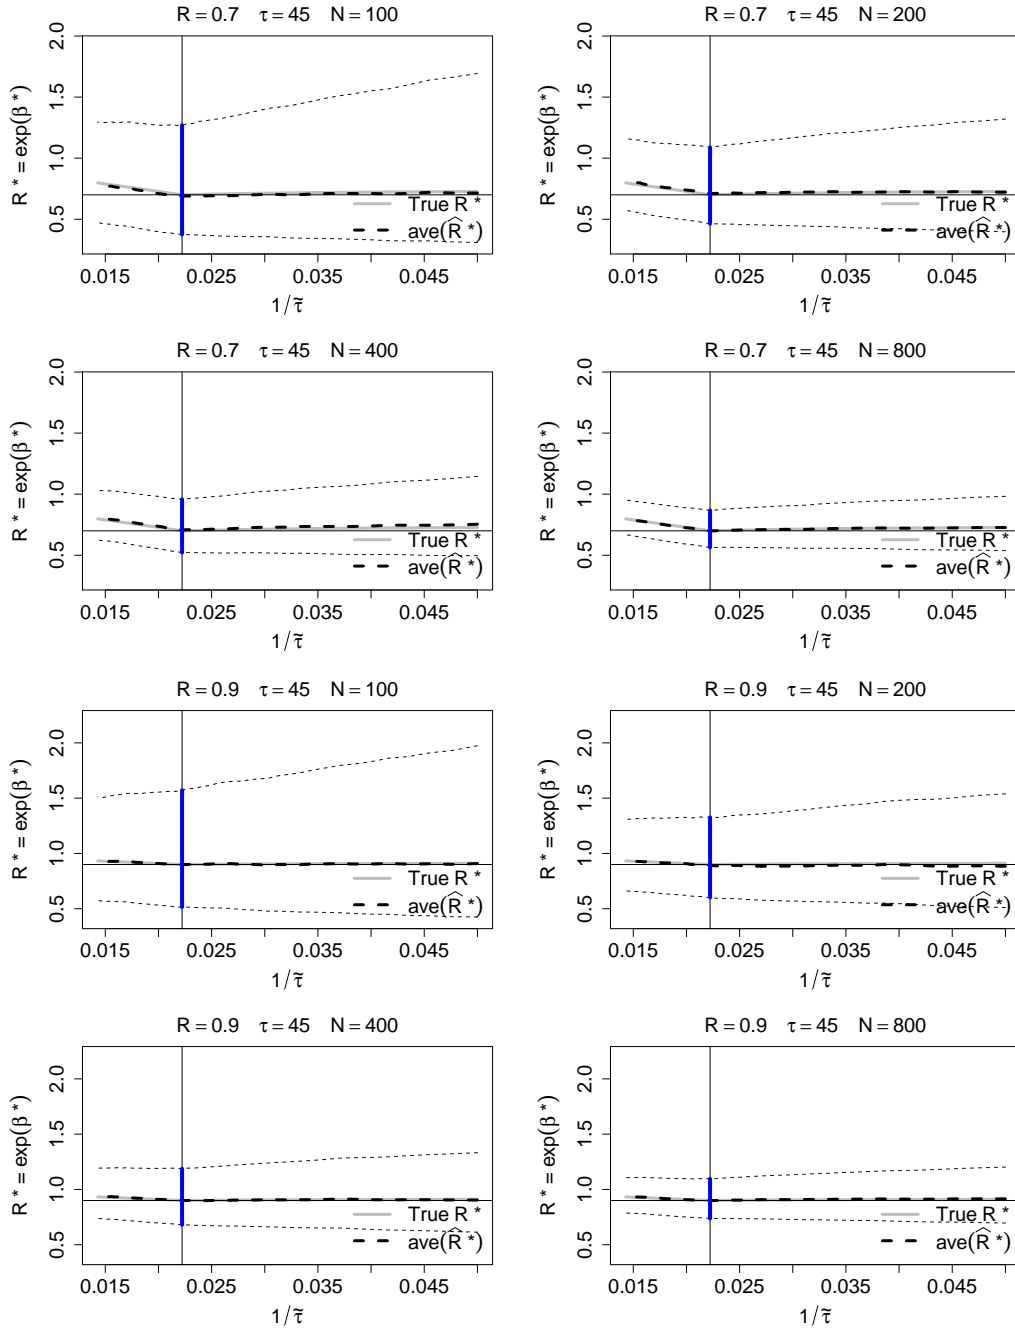 R = 0.7 τ = 45 N = 100
R * = exp(β *)
2.0
1.5
1.0
0.5
True R *
ave(R̂ *)
0.015 0.025 0.035 0.045
1/τ̃
R = 0.7 τ = 45 N = 200
R * = exp(β *)
2.0
1.5
1.0
0.5
True R *
ave(R̂ *)
0.015 0.025 0.035 0.045
1/τ̃
R = 0.7 τ = 45 N = 400
R * = exp(β *)
2.0
1.5
1.0
0.5
True R *
ave(R̂ *)
0.015 0.025 0.035 0.045
1/τ̃
R = 0.7 τ = 45 N = 800
R * = exp(β *)
2.0
1.5
1.0
0.5
True R *
ave(R̂ *)
0.015 0.025 0.035 0.045
1/τ̃
R = 0.9 τ = 45 N = 100
R * = exp(β *)
2.0
1.5
1.0
0.5
True R *
ave(R̂ *)
0.015 0.025 0.035 0.045
1/τ̃
R = 0.9 τ = 45 N = 200
R * = exp(β *)
2.0
1.5
1.0
0.5
True R *
ave(R̂ *)
0.015 0.025 0.035 0.045
1/τ̃
R = 0.9 τ = 45 N = 400
R * = exp(β *)
2.0
1.5
1.0
0.5
True R *
ave(R̂ *)
0.015 0.025 0.035 0.045
1/τ̃
R = 0.9 τ = 45 N = 800
R * = exp(β *)
2.0
1.5
1.0
0.5
True R *
ave(R̂ *)
0.015 0.025 0.035 0.045
1/τ̃